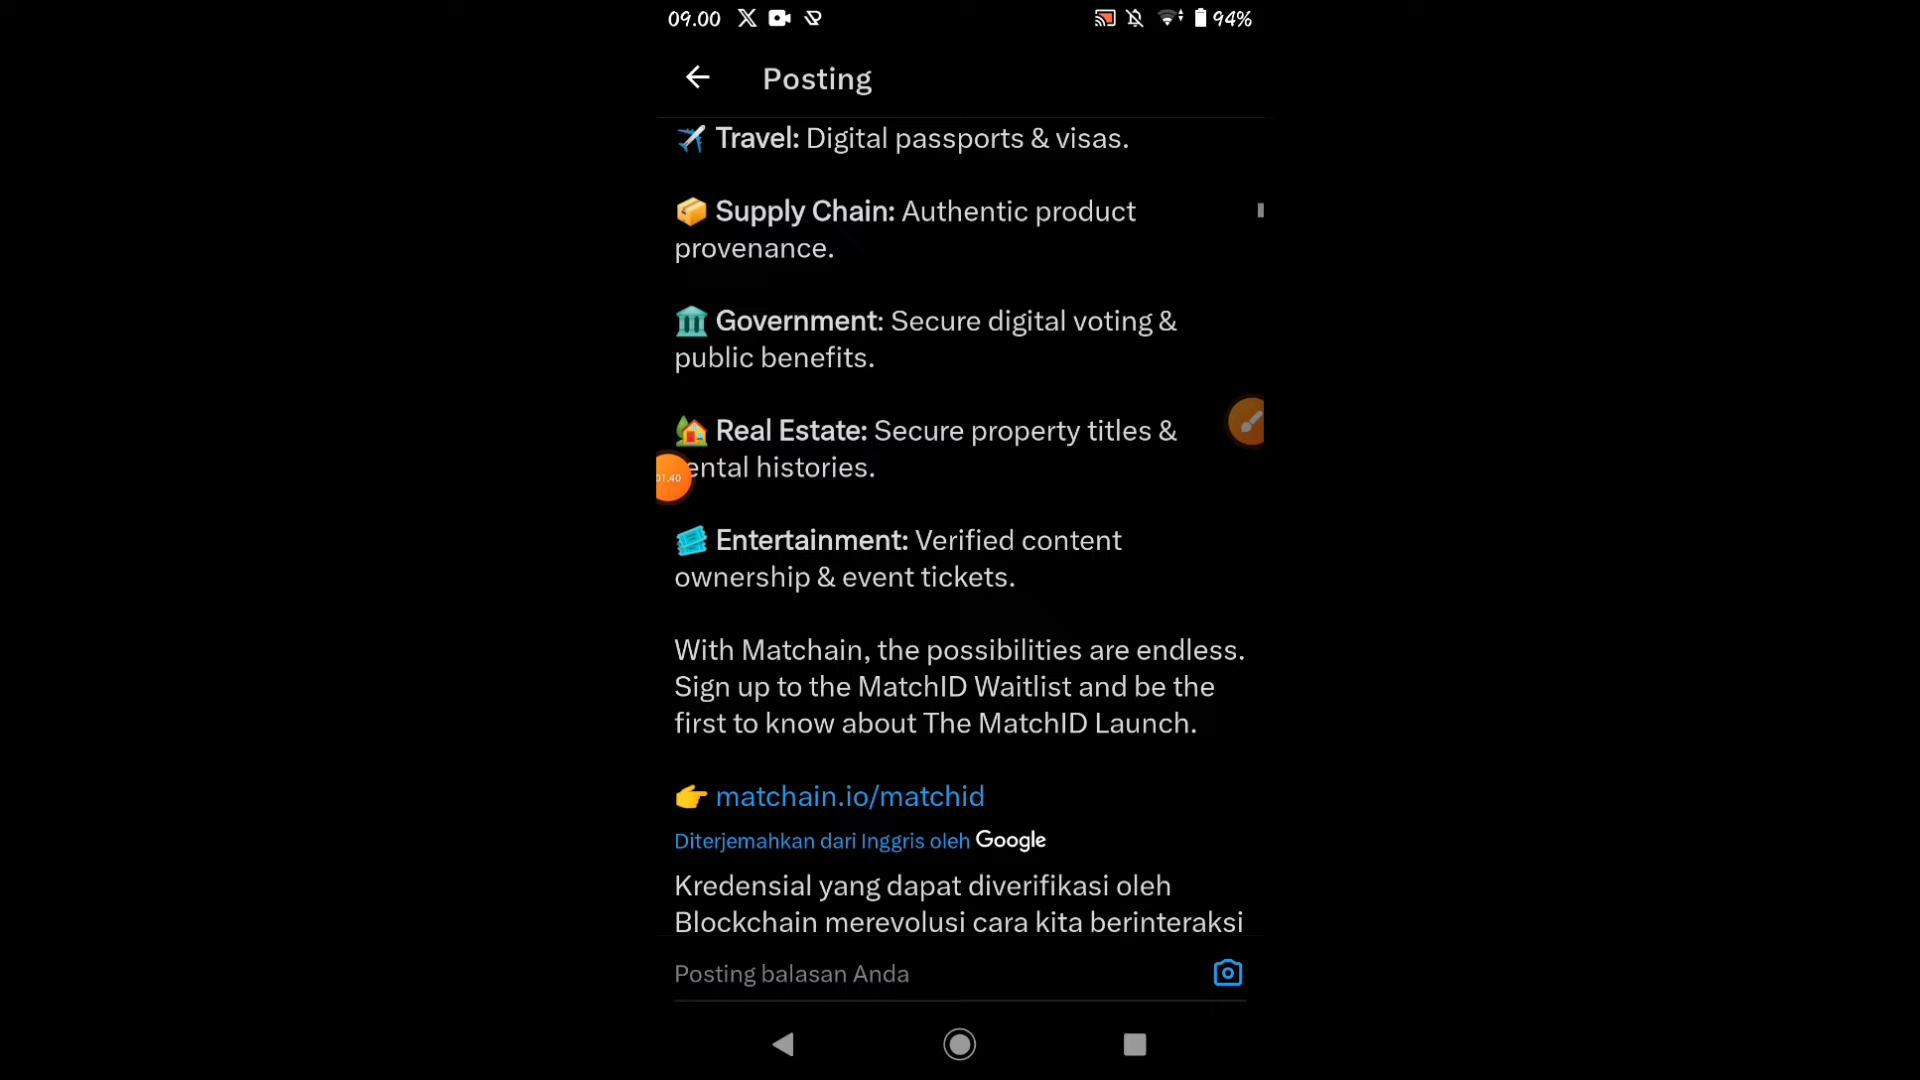 09.00 94%
Posting
Travel: Digital passports & visas.
Supply Chain: Authentic product
provenance.
Government: Secure digital voting &
public benefits.
Real Estate: Secure property titles &
ental histories.
01.40
Entertainment: Verified content
ownership & event tickets.
With Matchain, the possibilities are endless.
Sign up to the MatchID Waitlist and be the
first to know about The MatchID Launch.
matchain.io/matchid
Diterjemahkan dari Inggris oleh Google
Kredensial yang dapat diverifikasi oleh
Blockchain merevolusi cara kita berinteraksi
Posting balasan Anda